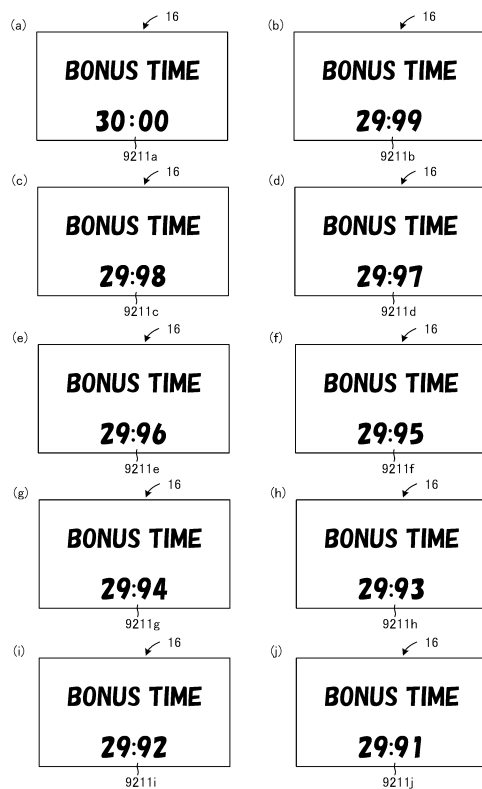 (a) 16
BONUS TIME
30:00
9211a
(b) 16
BONUS TIME
29:99
9211b
(c) 16
BONUS TIME
29:98
9211c
(d) 16
BONUS TIME
29:97
9211d
(e) 16
BONUS TIME
29:96
9211e
(f) 16
BONUS TIME
29:95
9211f
(g) 16
BONUS TIME
29:94
9211g
(h) 16
BONUS TIME
29:93
9211h
(i) 16
BONUS TIME
29:92
9211i
(j) 16
BONUS TIME
29:91
9211j